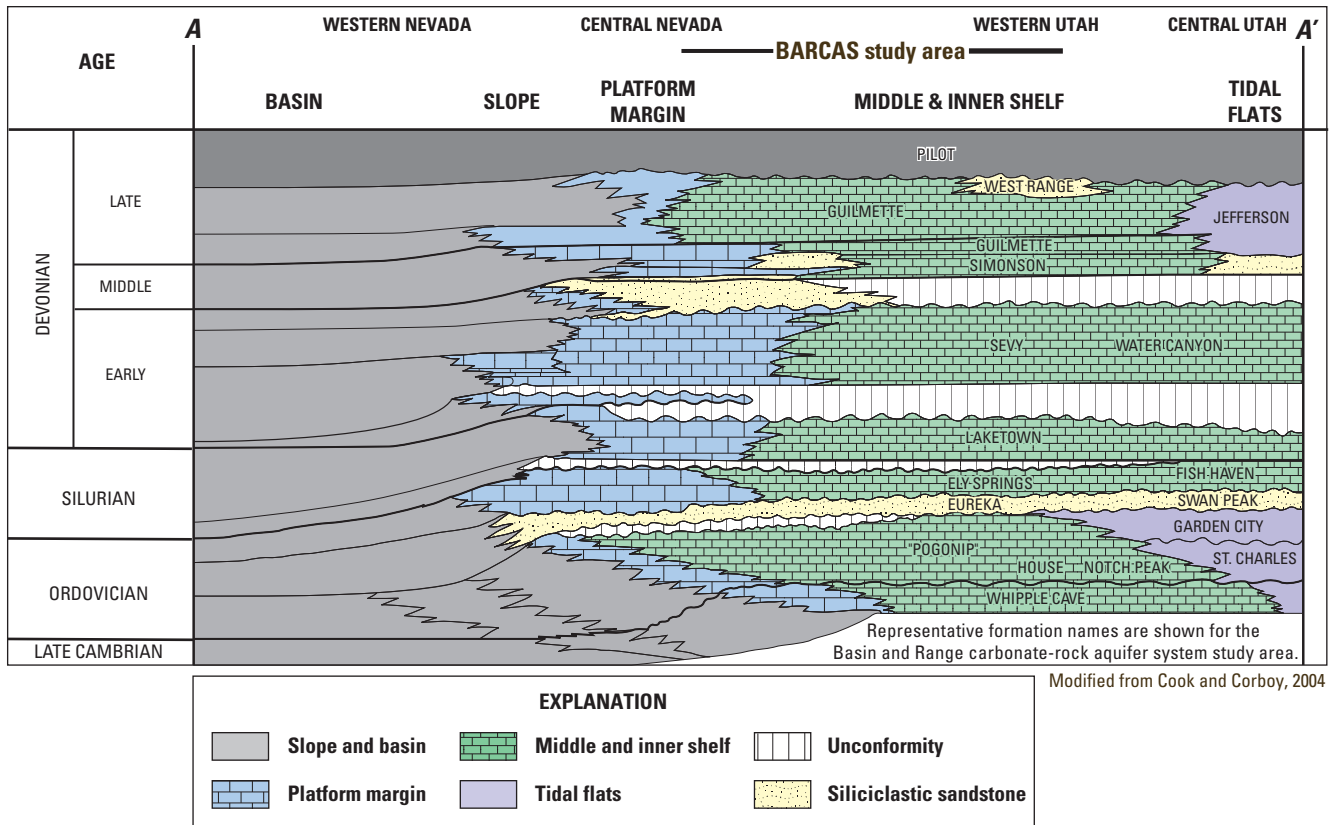 A
WESTERN NEVADA
CENTRAL NEVADA
WESTERN UTAH
CENTRAL UTAH
A′
BARCAS study area
AGE
BASIN
SLOPE
PLATFORM
MARGIN
MIDDLE & INNER SHELF
TIDAL
FLATS
DEVONIAN
LATE
MIDDLE
EARLY
SILURIAN
ORDOVICIAN
LATE CAMBRIAN
PILOT
WEST RANGE
GUILMETTE
JEFFERSON
GUILMETTE
SIMONSON
SEVY
WATER CANYON
LAKETOWN
FISH HAVEN
ELY SPRINGS
EUREKA
SWAN PEAK
GARDEN CITY
"POGONIP"
ST. CHARLES
HOUSE
NOTCH PEAK
WHIPPLE CAVE
Representative formation names are shown for the
Basin and Range carbonate-rock aquifer system study area.
Modified from Cook and Corboy, 2004
EXPLANATION
Slope and basin
Middle and inner shelf
Unconformity
Platform margin
Tidal flats
Siliciclastic sandstone